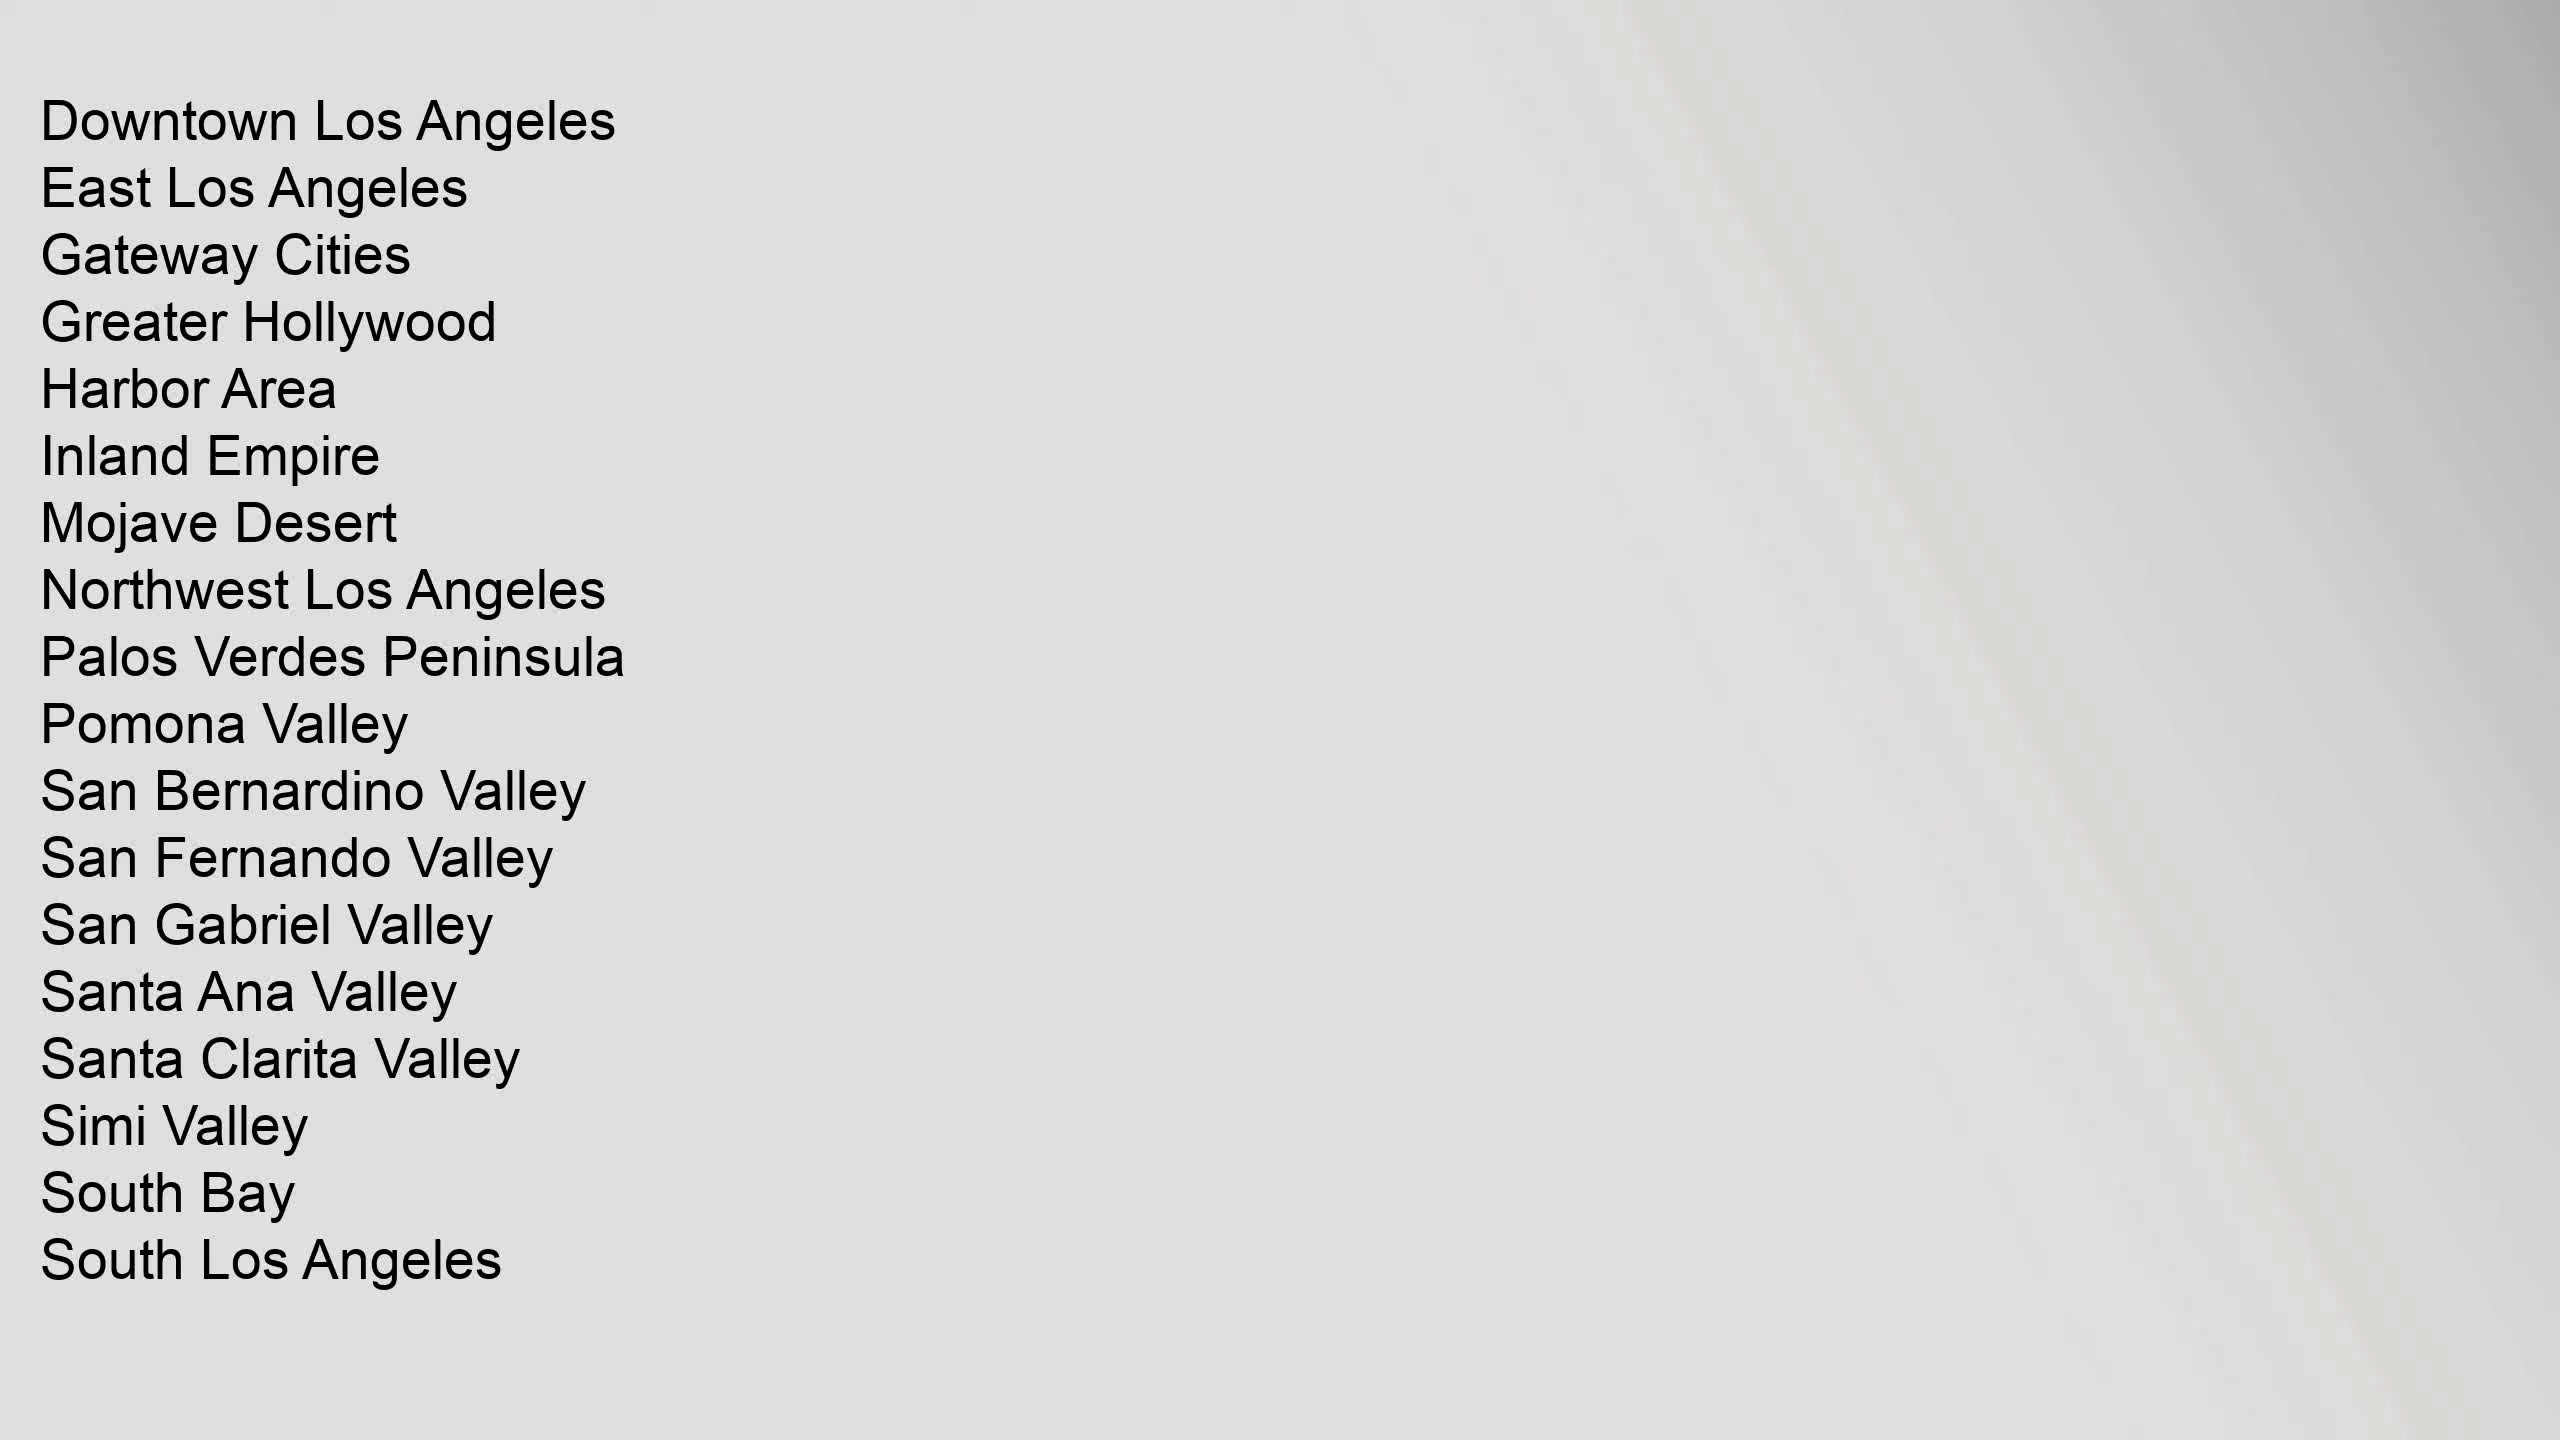 Downtown Los Angeles
East Los Angeles
Gateway Cities
Greater Hollywood
Harbor Area
Inland Empire
Mojave Desert
Northwest Los Angeles
Palos Verdes Peninsula
Pomona Valley
San Bernardino Valley
San Fernando Valley
San Gabriel Valley
Santa Ana Valley
Santa Clarita Valley
Simi Valley
South Bay
South Los Angeles